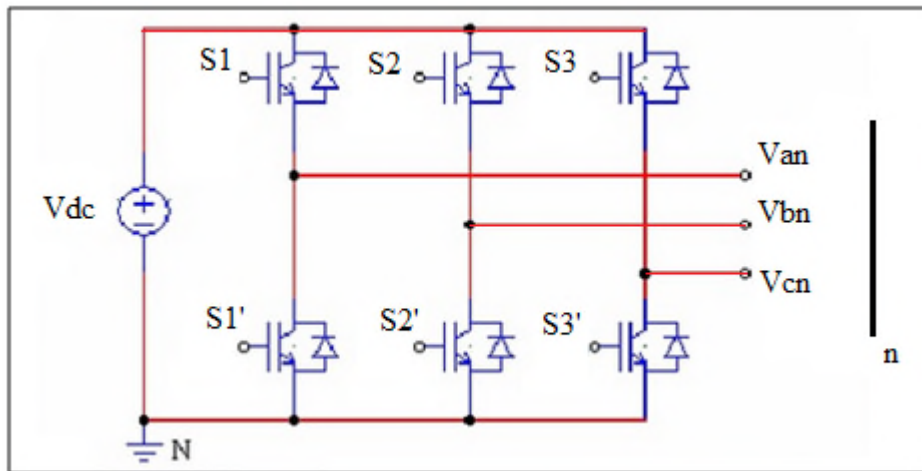 S1
S2
S3
Van
Vdc
Vbn
Vcn
S1'
S2'
S3'
n
N